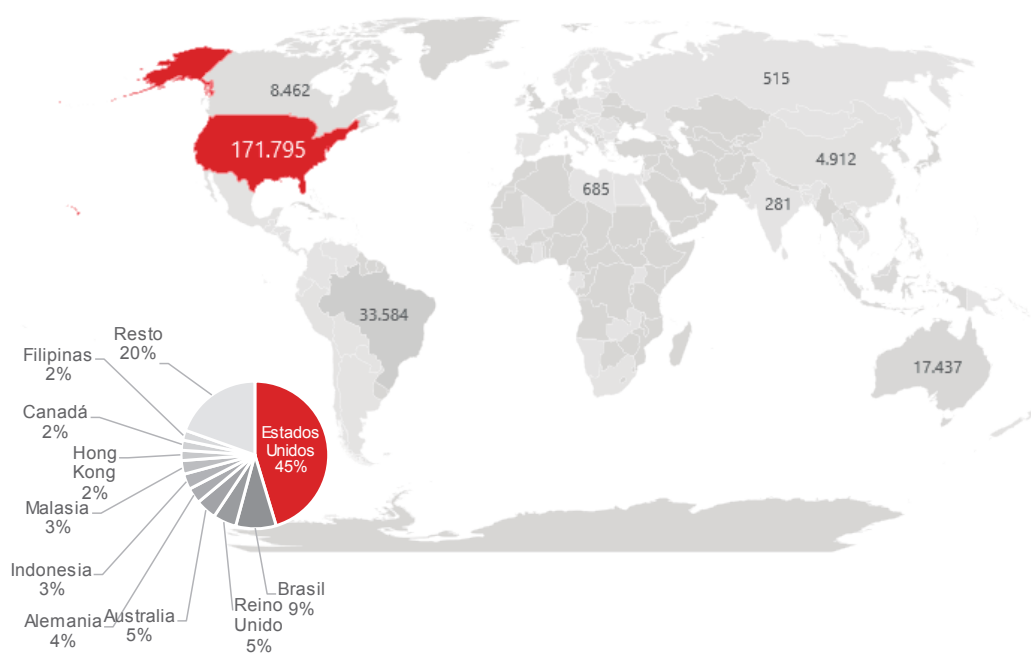 8.462
171.795
515
4.912
685
281
33.584
17.437
Resto
20%
Filipinas
2%
Canadá
2%
Hong
Kong
2%
Malasia
3%
Indonesia
3%
Alemania
4%
Australia
5%
Reino
Unido
5%
Brasil
9%
Estados
Unidos
45%